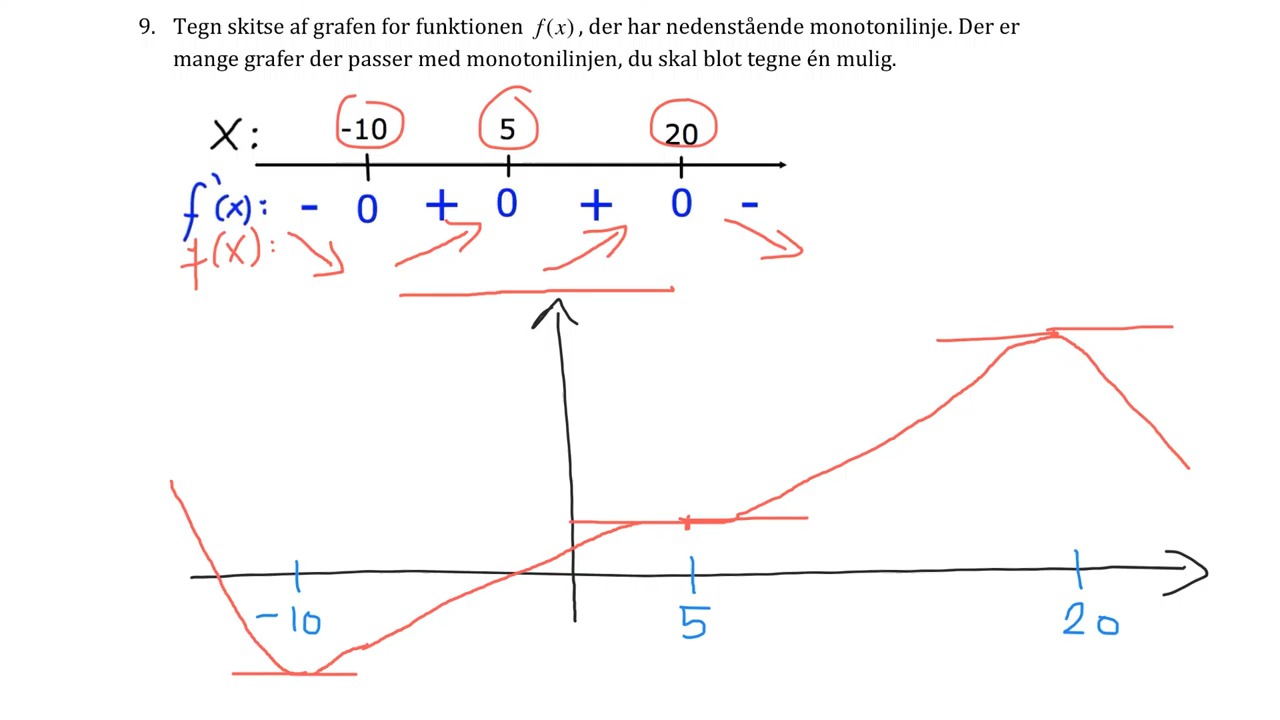 9. Tegn skitse af grafen for funktionen f(x), der har nedenstående monotonilinje. Der er
mange grafer der passer med monotonilinjen, du skal blot tegne én mulig.
X: -10 5 20
f'(x): - 0 + 0 + 0 -
f(x):
-10 5 20